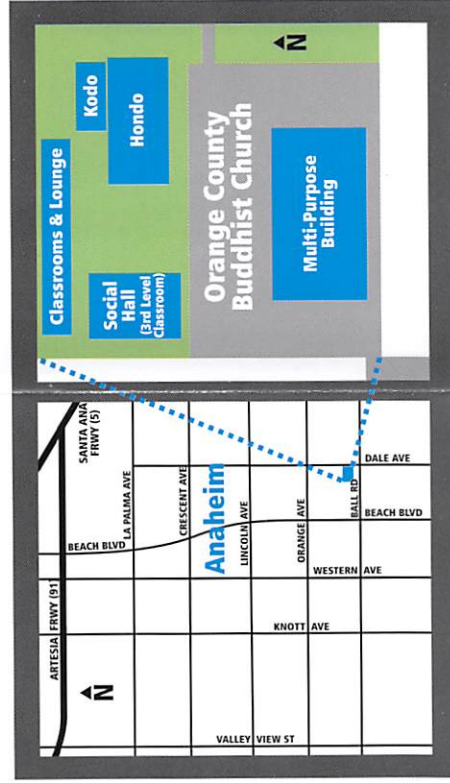 ARTESIA FRWY (91)
SANTA ANA
FRWY (5)
BEACH BLVD
LA PALMA AVE
CRESCENT AVE
Anaheim
LINCOLN AVE
ORANGE AVE
BALL RD
DALE AVE
BEACH BLVD
WESTERN AVE
KNOTT AVE
VALLEY VIEW ST
N
Classrooms & Lounge
Kodo
Hondo
Social
Hall
(3rd Level
Classroom)
N
Orange County
Buddhist Church
Multi-Purpose
Building